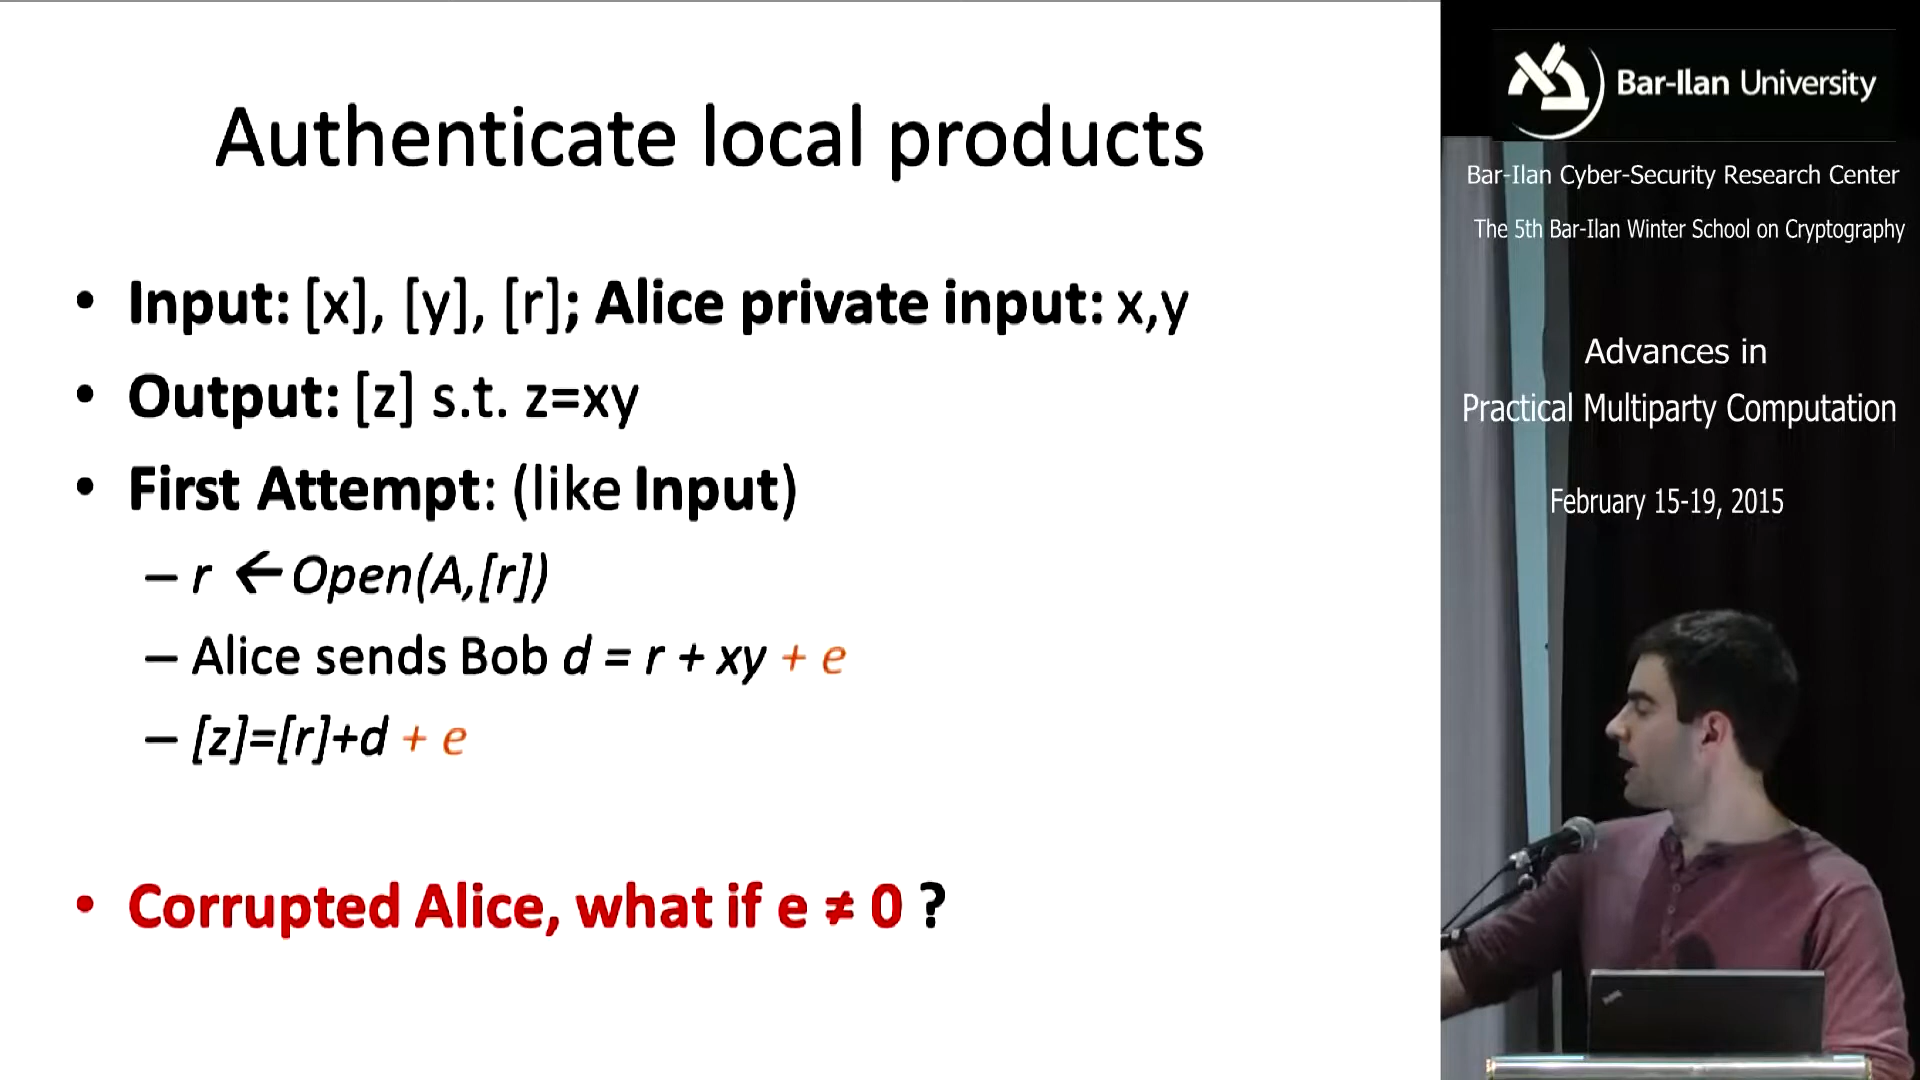 Authenticate local products
• Input: [x], [y], [r]; Alice private input: x,y
• Output: [z] s.t. z=xy
• First Attempt: (like Input)
– r ← Open(A,[r])
– Alice sends Bob d = r + xy + e
– [z]=[r]+d + e
• Corrupted Alice, what if e ≠ 0 ?
Bar-Ilan University
Bar-Ilan Cyber-Security Research Center
The 5th Bar-Ilan Winter School on Cryptography
Advances in
Practical Multiparty Computation
February 15-19, 2015